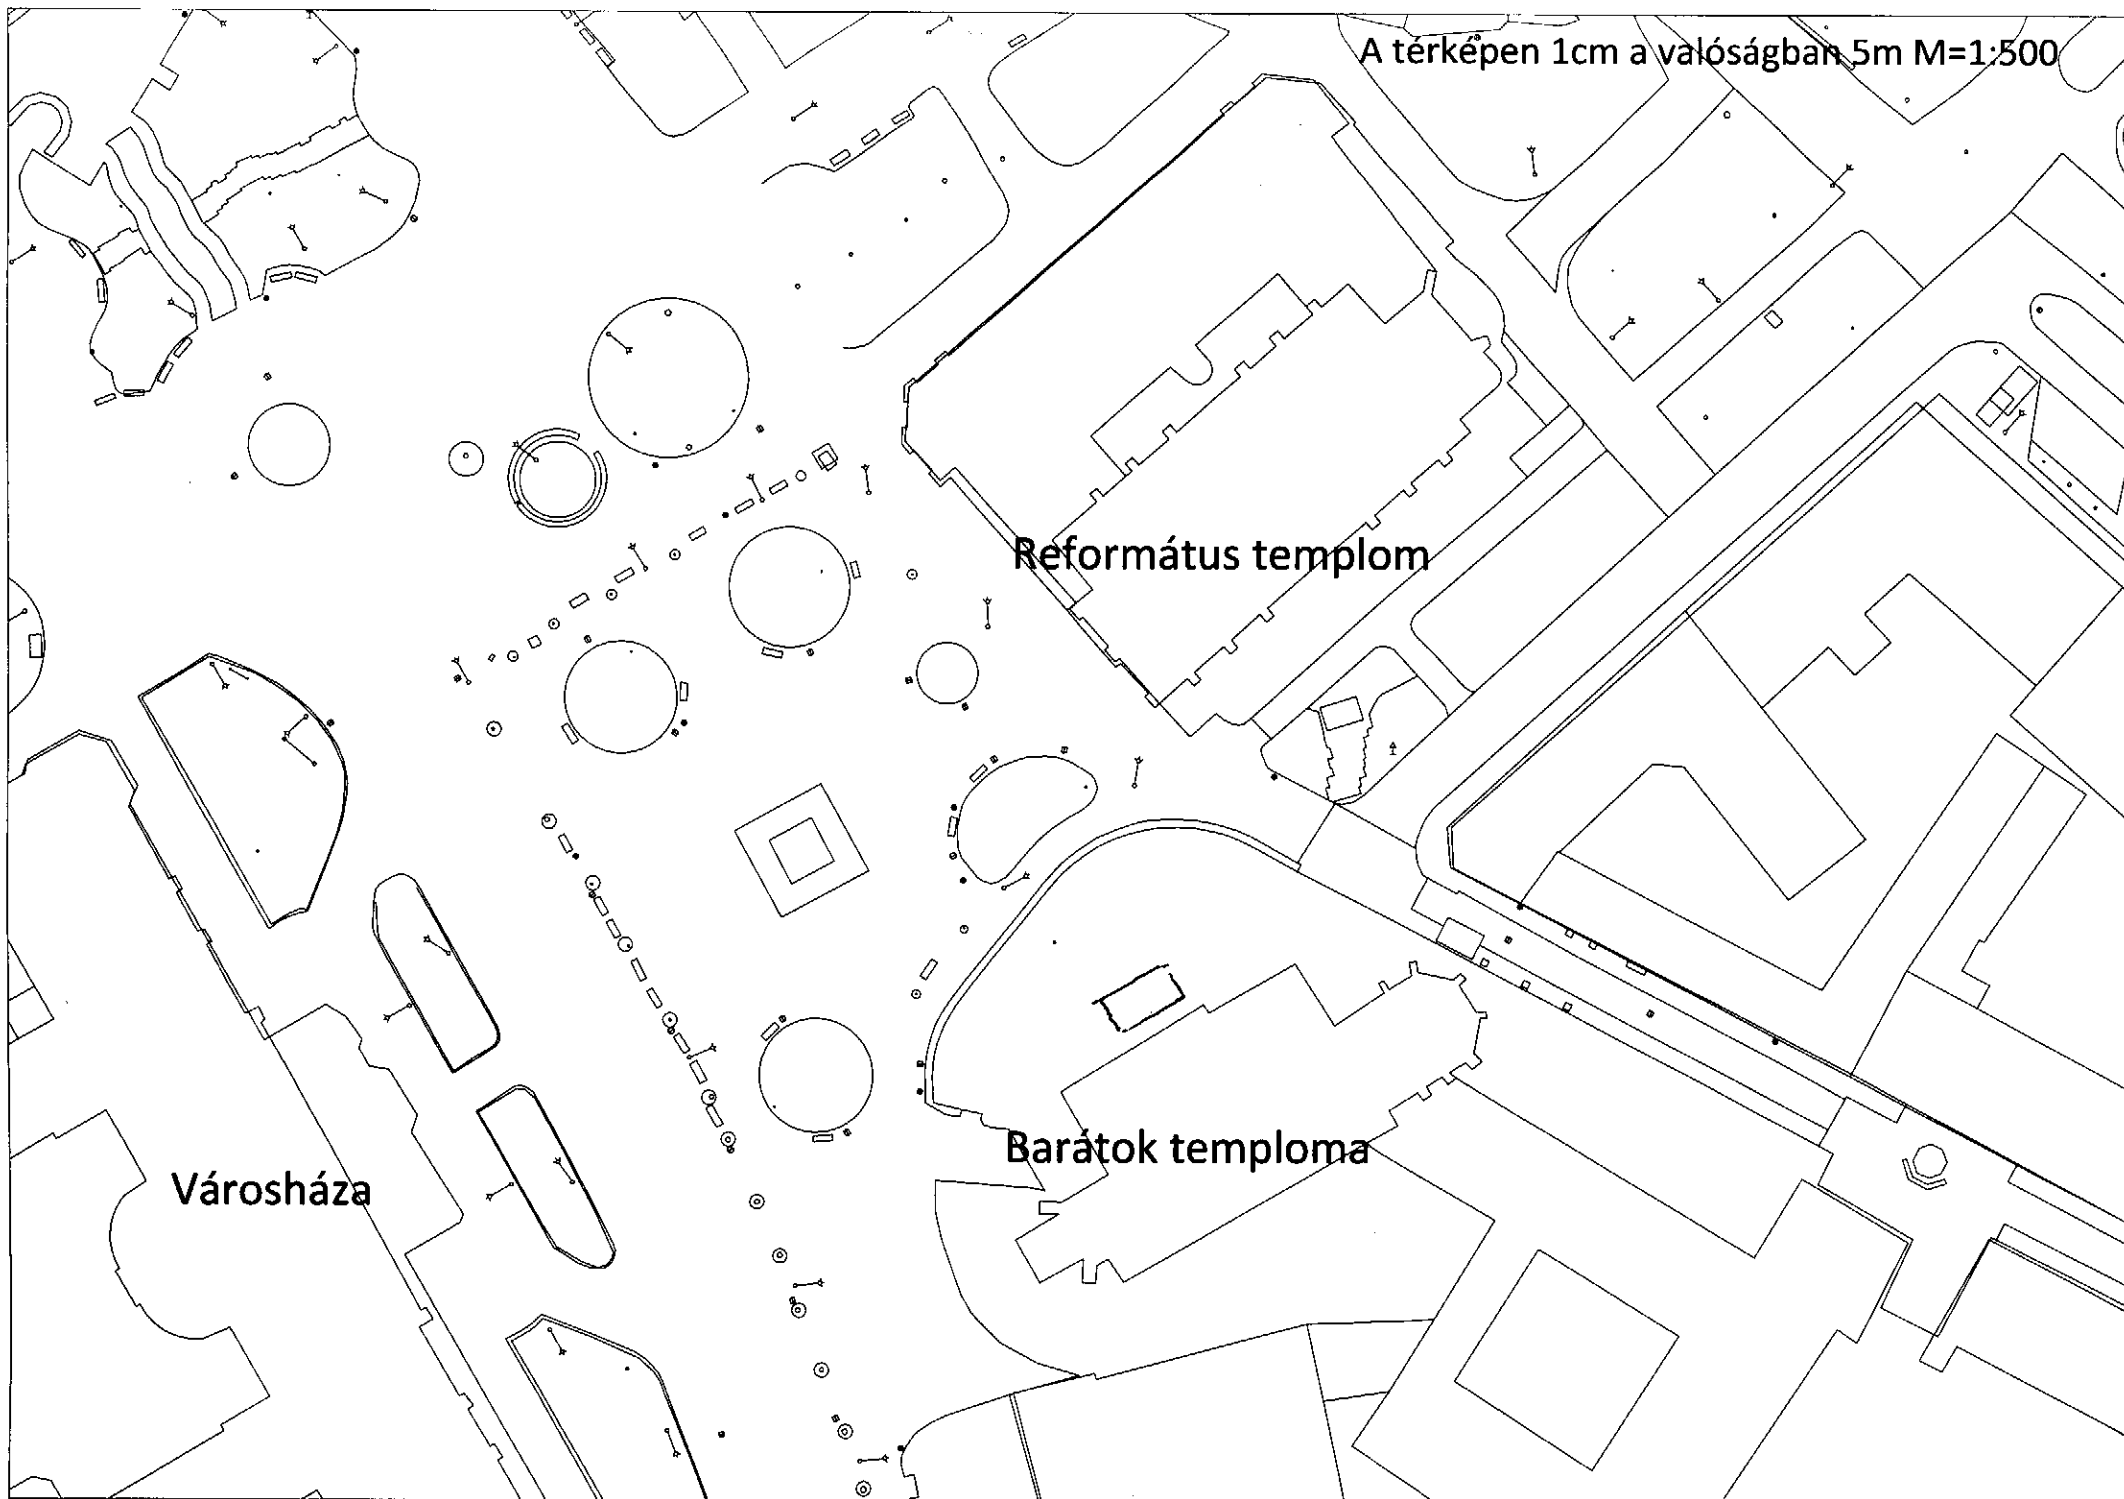 A térképen 1cm a valóságban 5m M=1:500
Református templom
Barátok temploma
Városháza